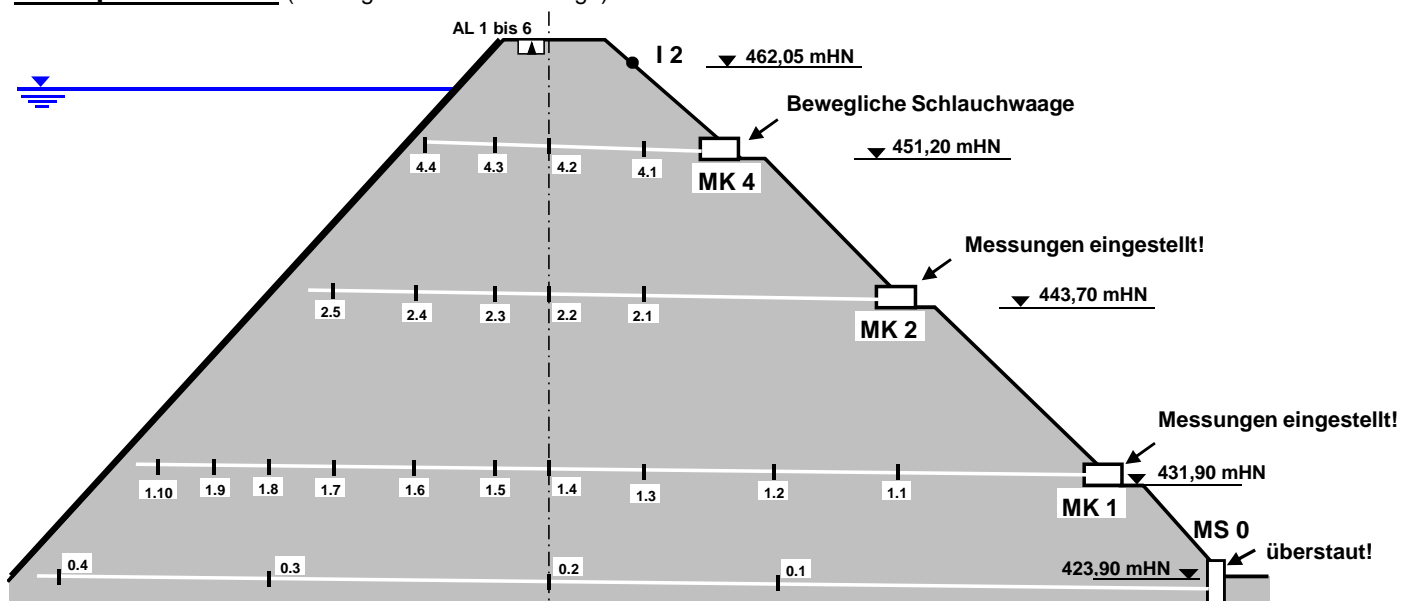 AL 1 bis 6
I 2
462,05 mHN
Bewegliche Schlauchwaage
451,20 mHN
4.4
4.3
4.2
4.1
MK 4
Messungen eingestellt!
443,70 mHN
2.5
2.4
2.3
2.2
2.1
MK 2
Messungen eingestellt!
431,90 mHN
1.10
1.9
1.8
1.7
1.6
1.5
1.4
1.3
1.2
1.1
MK 1
MS 0
überstaut!
0.4
0.3
0.2
0.1
423,90 mHN